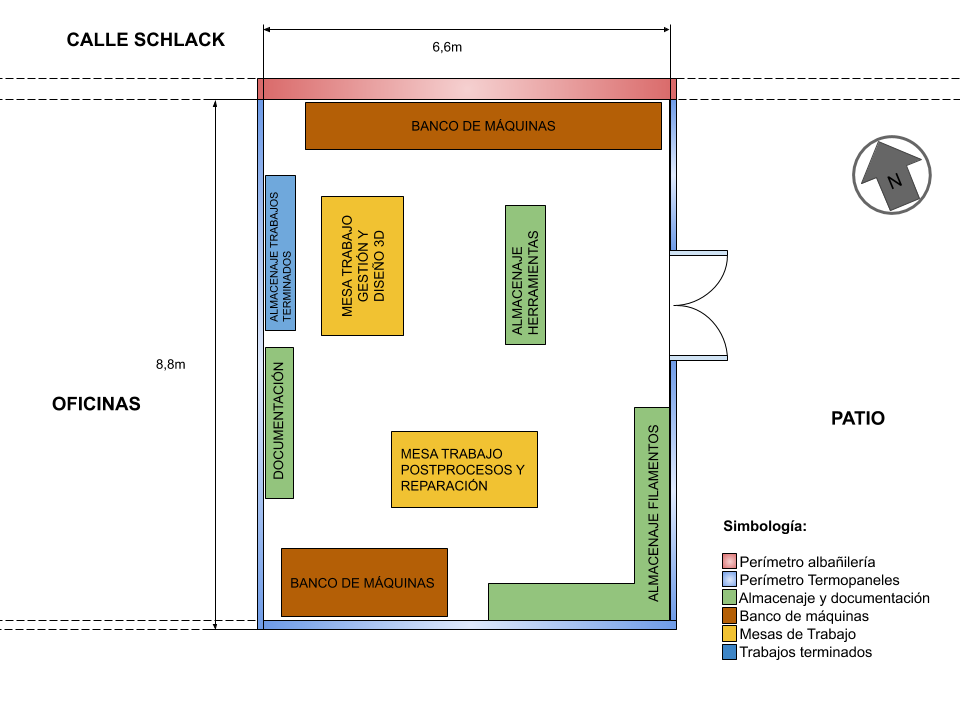 CALLE SCHLACK
6,6m
BANCO DE MÁQUINAS
N
ALMACENAJE TRABAJOS
TERMINADOS
MESA TRABAJO
GESTIÓN Y
DISEÑO 3D
ALMACENAJE
HERRAMIENTAS
8,8m
DOCUMENTACIÓN
OFICINAS
PATIO
MESA TRABAJO
POSTPROCESOS Y
REPARACIÓN
ALMACENAJE FILAMENTOS
BANCO DE MÁQUINAS
Simbología:
Perímetro albañilería
Perímetro Termopaneles
Almacenaje y documentación
Banco de máquinas
Mesas de Trabajo
Trabajos terminados